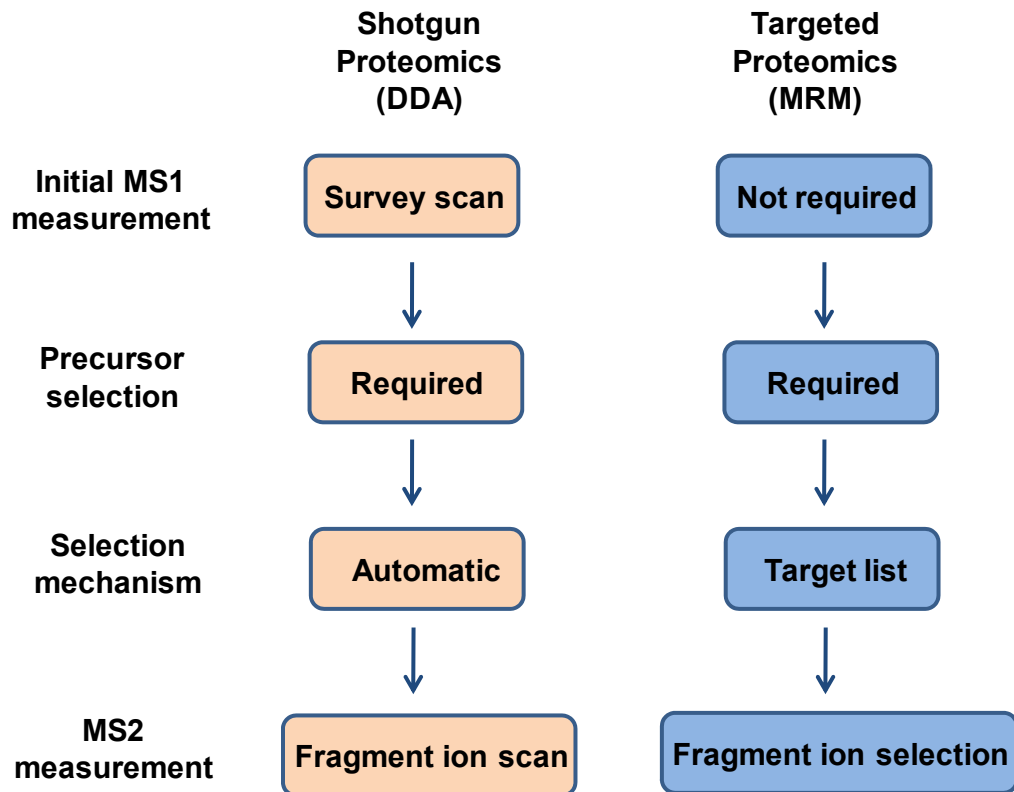 Shotgun
Proteomics
(DDA)
Targeted
Proteomics
(MRM)
Initial MS1
measurement
Survey scan
Not required
Precursor
selection
Required
Required
Selection
mechanism
Automatic
Target list
MS2
measurement
Fragment ion scan
Fragment ion selection